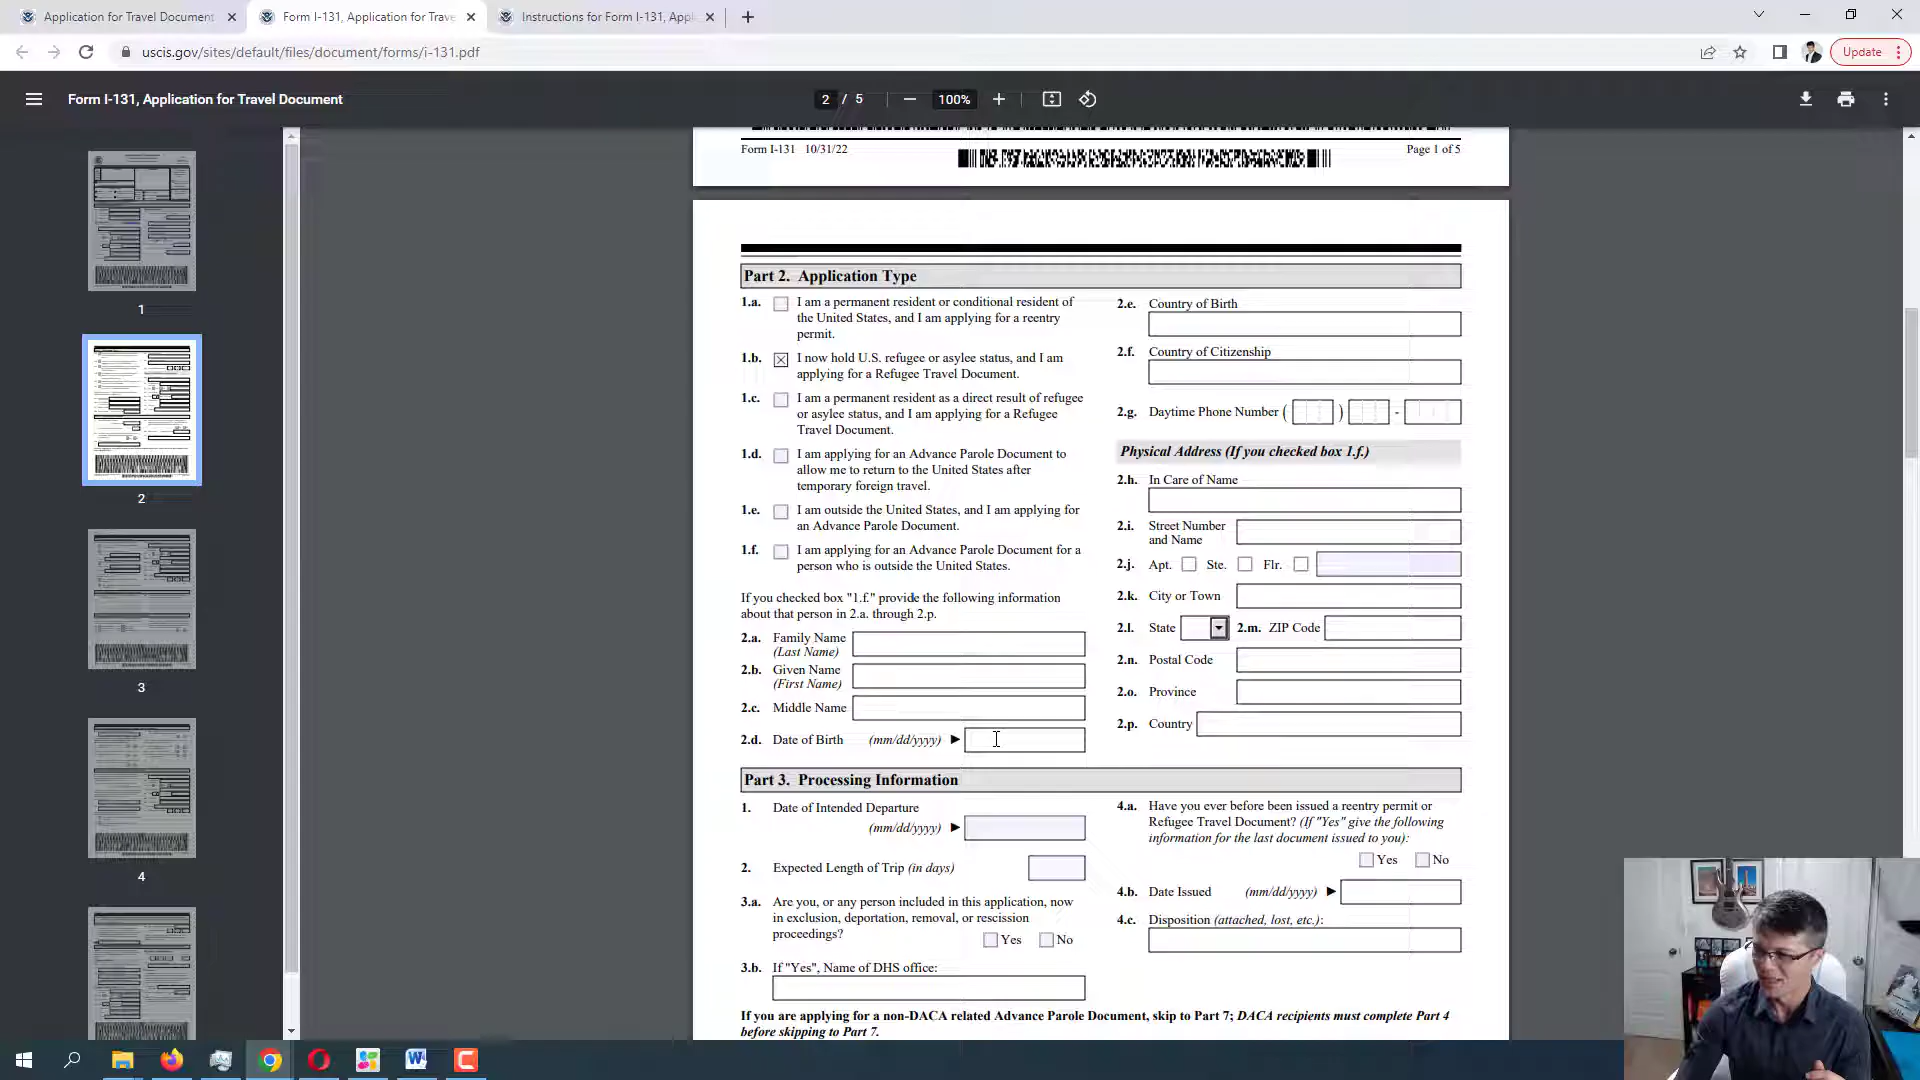 Application for Travel Document
Form I-131, Application for Trave
Instructions for Form I-131, Appl
uscis.gov/sites/default/files/document/forms/i-131.pdf
Update
Form I-131, Application for Travel Document
2 / 5
100%
1
2
3
4
Form I-131 10/31/22
Page 1 of 5
Part 2. Application Type
1.a. I am a permanent resident or conditional resident of
the United States, and I am applying for a reentry
permit.
1.b. I now hold U.S. refugee or asylee status, and I am
applying for a Refugee Travel Document.
1.c. I am a permanent resident as a direct result of refugee
or asylee status, and I am applying for a Refugee
Travel Document.
1.d. I am applying for an Advance Parole Document to
allow me to return to the United States after
temporary foreign travel.
1.e. I am outside the United States, and I am applying for
an Advance Parole Document.
1.f. I am applying for an Advance Parole Document for a
person who is outside the United States.
If you checked box "1.f." provide the following information
about that person in 2.a. through 2.p.
2.a. Family Name
(Last Name)
2.b. Given Name
(First Name)
2.c. Middle Name
2.d. Date of Birth (mm/dd/yyyy) ►
2.e. Country of Birth
2.f. Country of Citizenship
2.g. Daytime Phone Number ( ) -
Physical Address (If you checked box 1.f.)
2.h. In Care of Name
2.i. Street Number
and Name
2.j. Apt. Ste. Flr.
2.k. City or Town
2.l. State 2.m. ZIP Code
2.n. Postal Code
2.o. Province
2.p. Country
Part 3. Processing Information
1. Date of Intended Departure
(mm/dd/yyyy) ►
2. Expected Length of Trip (in days)
3.a. Are you, or any person included in this application, now
in exclusion, deportation, removal, or rescission
proceedings?
Yes No
3.b. If "Yes", Name of DHS office:
4.a. Have you ever before been issued a reentry permit or
Refugee Travel Document? (If "Yes" give the following
information for the last document issued to you):
Yes No
4.b. Date Issued (mm/dd/yyyy) ►
4.c. Disposition (attached, lost, etc.):
If you are applying for a non-DACA related Advance Parole Document, skip to Part 7; DACA recipients must complete Part 4
before skipping to Part 7.